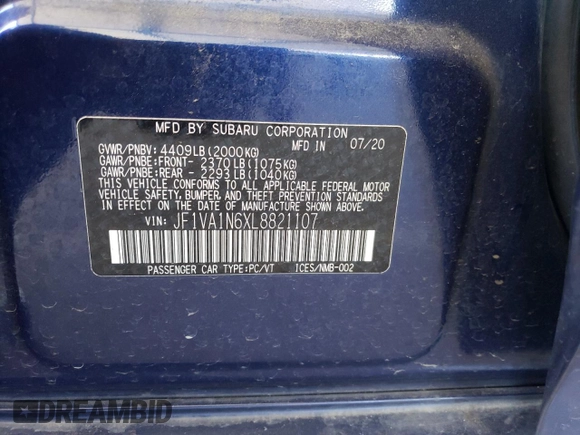 MFD BY SUBARU CORPORATION
GVWR/PNBV: 4409LB(2000KG) MFD IN 07/20
GAWR/PNBE:FRONT- 2370LB(1075KG)
GAWR/PNBE:REAR - 2293LB(1040KG)
THIS VEHICLE CONFORMS TO ALL APPLICABLE FEDERAL MOTOR
VEHICLE SAFETY, BUMPER, AND THEFT PREVENTION STANDARDS
IN EFFECT ON THE DATE OF MANUFACTURE SHOWN ABOVE.
VIN: JF1VA1N6XL8821107
PASSENGER CAR TYPE:PC/VT ICES/NMB-002
DREAMBID